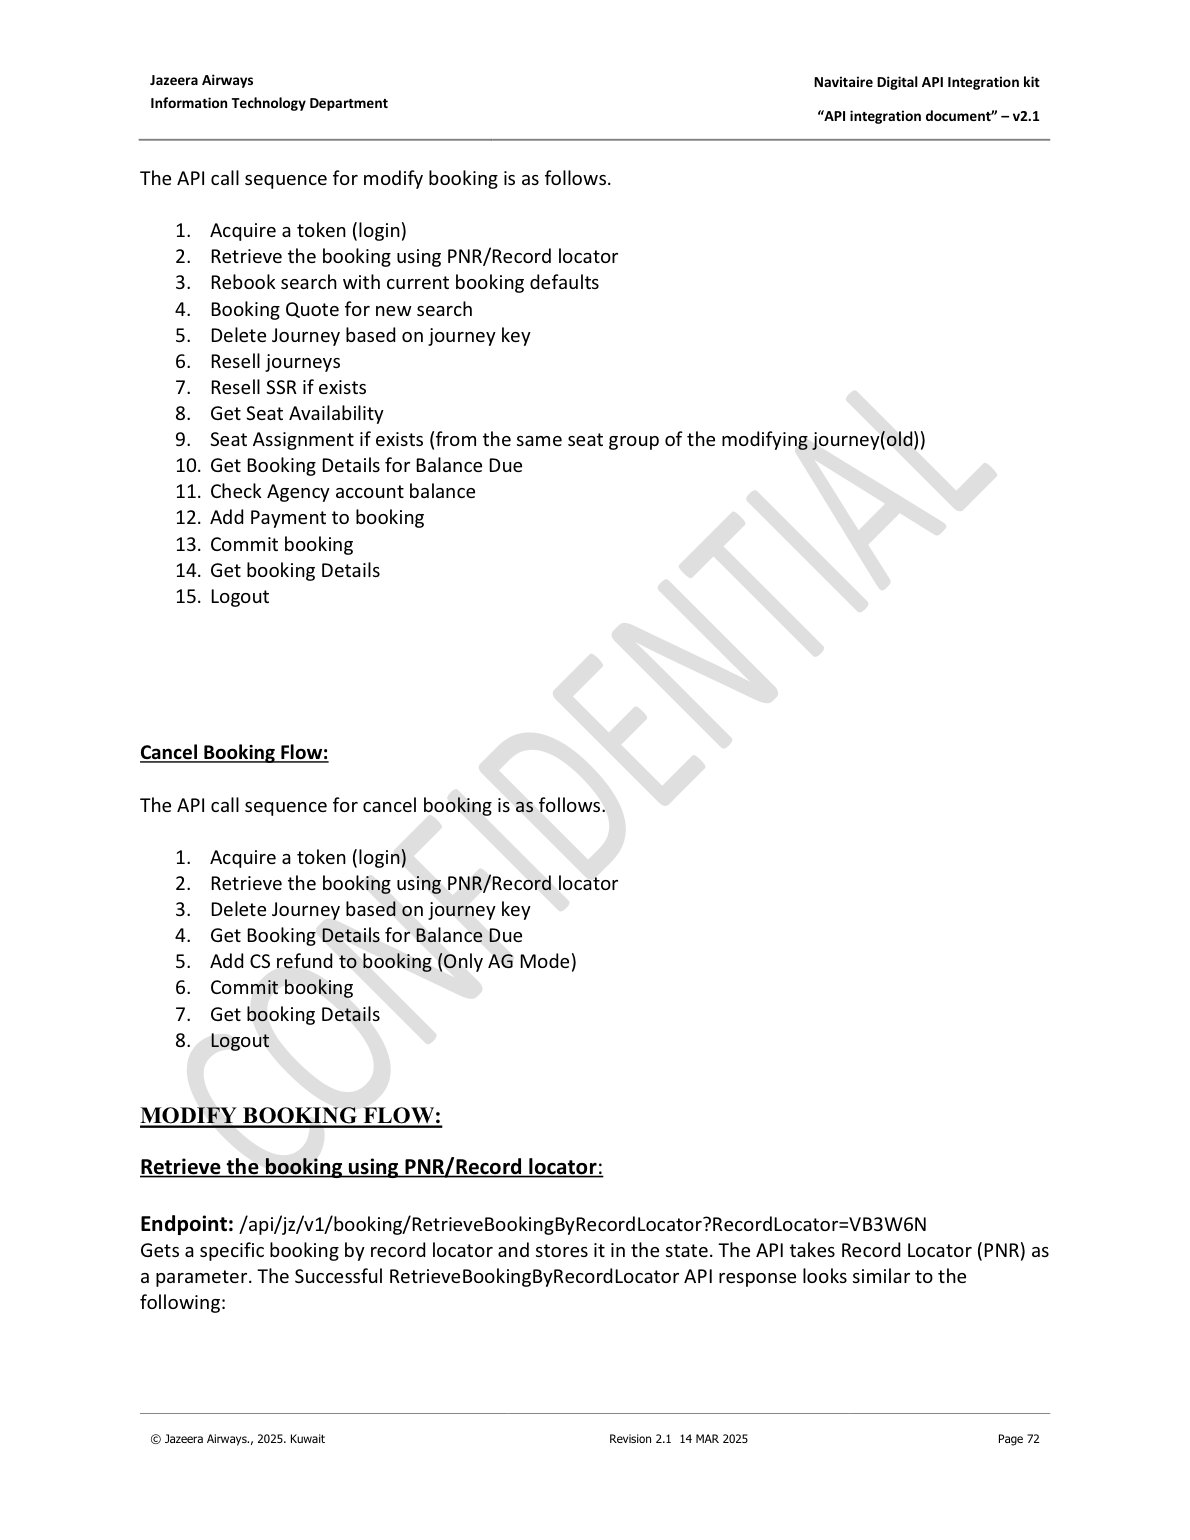 Jazeera Airways
Information Technology Department
Navitaire Digital API Integration kit
“API integration document” – v2.1
The API call sequence for modify booking is as follows.
1. Acquire a token (login)
2. Retrieve the booking using PNR/Record locator
3. Rebook search with current booking defaults
4. Booking Quote for new search
5. Delete Journey based on journey key
6. Resell journeys
7. Resell SSR if exists
8. Get Seat Availability
9. Seat Assignment if exists (from the same seat group of the modifying journey(old))
10. Get Booking Details for Balance Due
11. Check Agency account balance
12. Add Payment to booking
13. Commit booking
14. Get booking Details
15. Logout
CONFIDENTIAL
Cancel Booking Flow:
The API call sequence for cancel booking is as follows.
1. Acquire a token (login)
2. Retrieve the booking using PNR/Record locator
3. Delete Journey based on journey key
4. Get Booking Details for Balance Due
5. Add CS refund to booking (Only AG Mode)
6. Commit booking
7. Get booking Details
8. Logout
MODIFY BOOKING FLOW:
Retrieve the booking using PNR/Record locator:
Endpoint: /api/jz/v1/booking/RetrieveBookingByRecordLocator?RecordLocator=VB3W6N
Gets a specific booking by record locator and stores it in the state. The API takes Record Locator (PNR) as
a parameter. The Successful RetrieveBookingByRecordLocator API response looks similar to the
following:
© Jazeera Airways., 2025. Kuwait
Revision 2.1 14 MAR 2025
Page 72